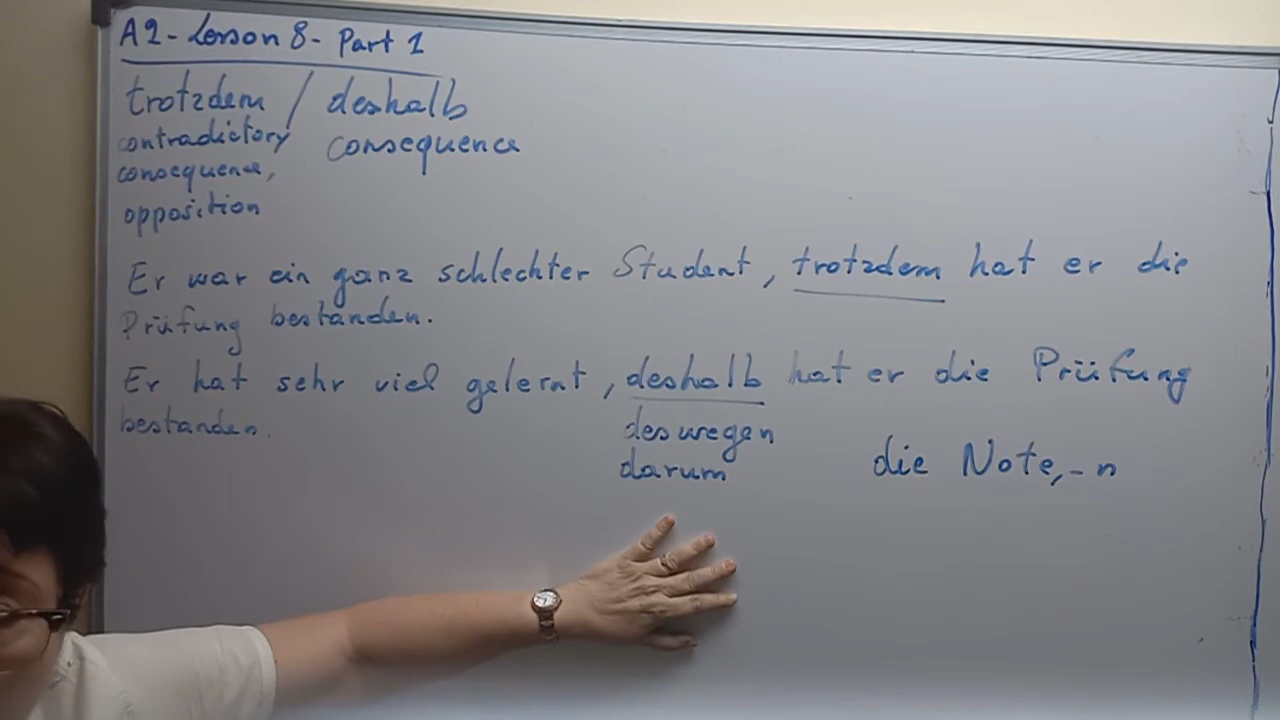 A2 - Lesson 8 - Part 1
trotzdem / deshalb
contradictory consequence
consequence,
opposition
Er war ein ganz schlechter Student, trotzdem hat er die
Prüfung bestanden.
Er hat sehr viel gelernt, deshalb hat er die Prüfung
bestanden.
deswegen
darum
die Note, -n